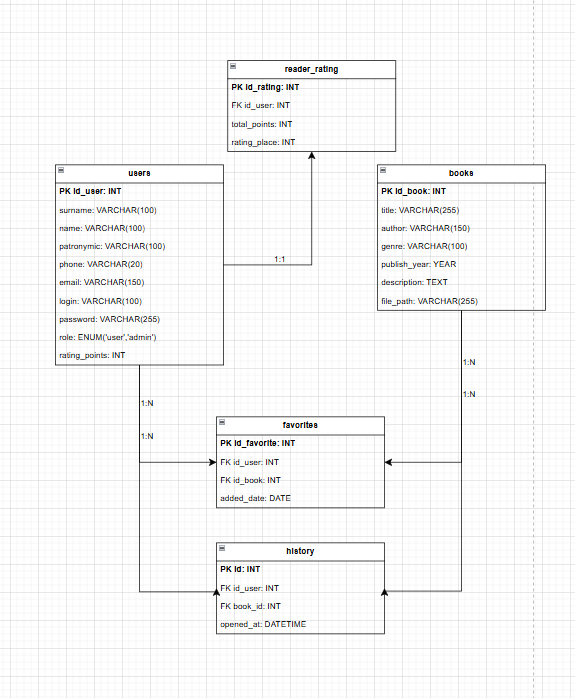 reader_rating
PK id_rating: INT
FK id_user: INT
total_points: INT
rating_place: INT
users
PK id_user: INT
surname: VARCHAR(100)
name: VARCHAR(100)
patronymic: VARCHAR(100)
phone: VARCHAR(20)
email: VARCHAR(150)
login: VARCHAR(100)
password: VARCHAR(255)
role: ENUM('user','admin')
rating_points: INT
books
PK id_book: INT
title: VARCHAR(255)
author: VARCHAR(150)
genre: VARCHAR(100)
publish_year: YEAR
description: TEXT
file_path: VARCHAR(255)
1:1
1:N
1:N
1:N
1:N
favorites
PK id_favorite: INT
FK id_user: INT
FK id_book: INT
added_date: DATE
history
PK id: INT
FK id_user: INT
FK book_id: INT
opened_at: DATETIME